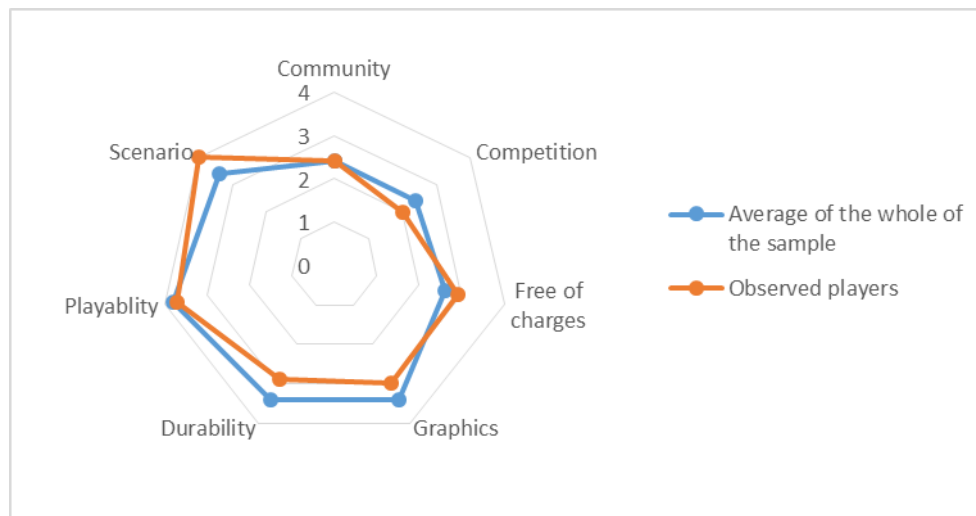 Community
4
3
2
1
0
Competition
Free of
charges
Graphics
Durability
Playablity
Scenario
Average of the whole of
the sample
Observed players